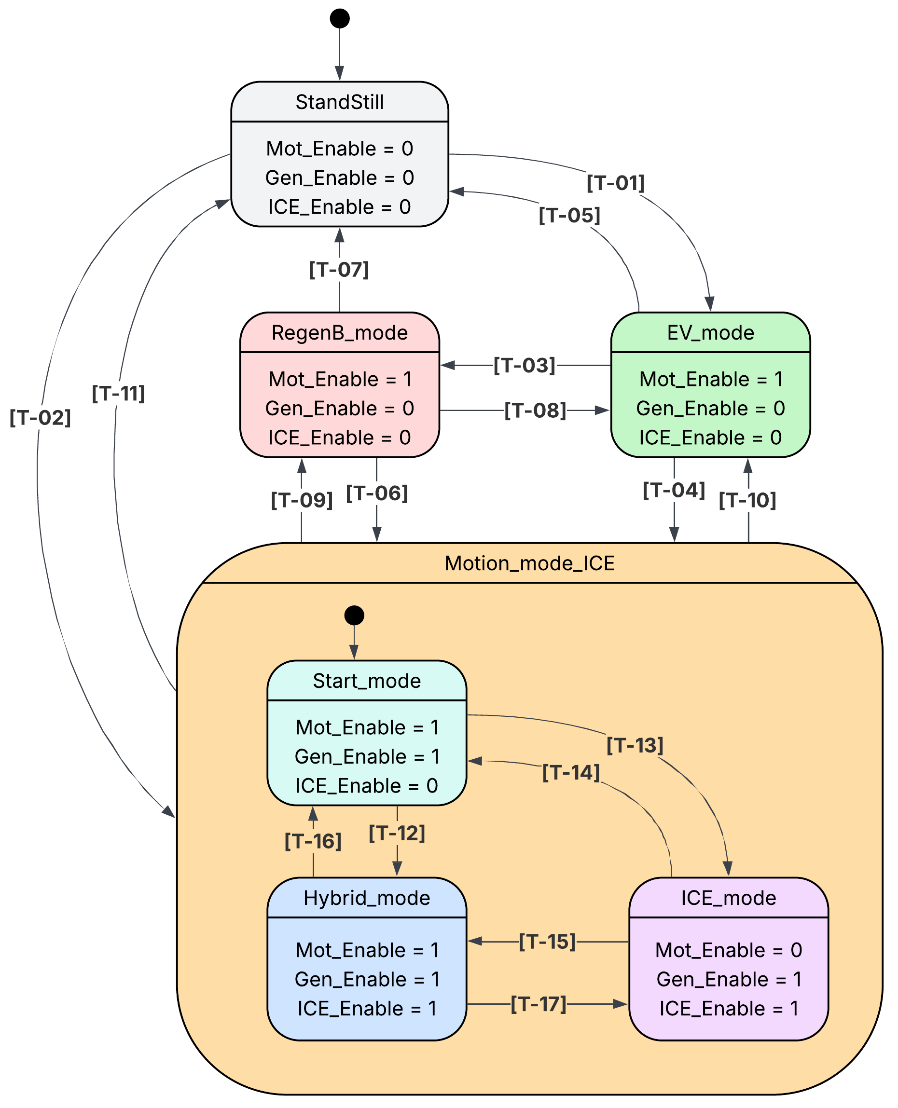 StandStill
Mot_Enable = 0
Gen_Enable = 0
ICE_Enable = 0
[T-01]
[T-05]
[T-07]
RegenB_mode
Mot_Enable = 1
Gen_Enable = 0
ICE_Enable = 0
EV_mode
Mot_Enable = 1
Gen_Enable = 0
ICE_Enable = 0
[T-03]
[T-08]
[T-11]
[T-02]
[T-09]
[T-06]
[T-04]
[T-10]
Motion_mode_ICE
Start_mode
Mot_Enable = 1
Gen_Enable = 1
ICE_Enable = 0
[T-13]
[T-14]
[T-16]
[T-12]
Hybrid_mode
Mot_Enable = 1
Gen_Enable = 1
ICE_Enable = 1
ICE_mode
Mot_Enable = 0
Gen_Enable = 1
ICE_Enable = 1
[T-15]
[T-17]